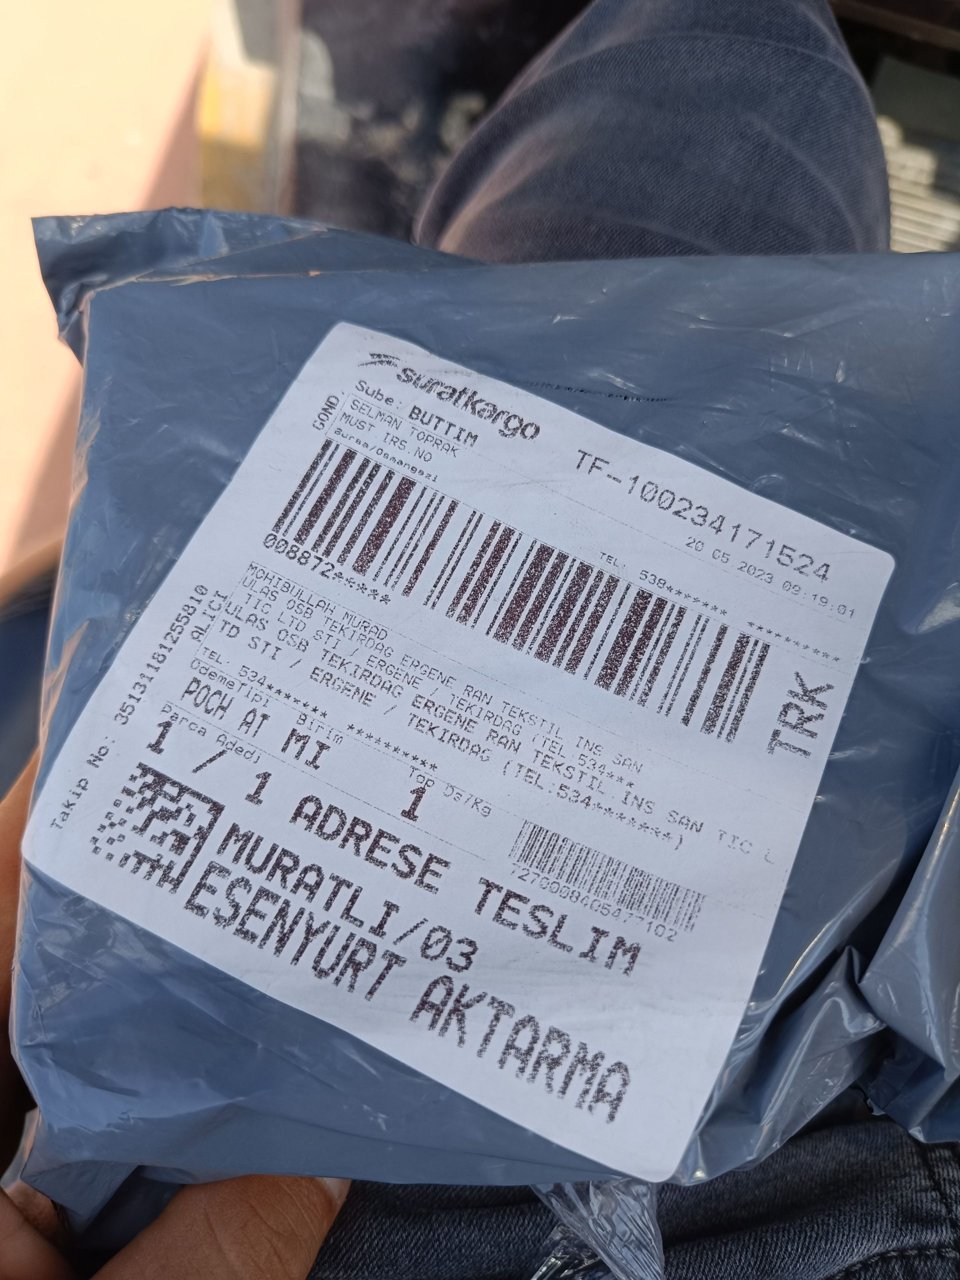 suratkargo
Sube: BUTTIM
TF-100234171524
GOND.
SELMAN TOPRAK
MUST IRS.NO
20 05 2023 09:19:01
Bursa/Osmangazi
TEL: 538*******
**********
008872*****
TRK
ALICI
MOHIBULLAH MURAD
ULAS OSB TEKIRDAG ERGENE RAN TEKSTIL INS SAN
TIC LTD STI / ERGENE / TEKIRDAG (TEL:534***
ULAS OSB TEKIRDAG ERGENE RAN TEKSTIL INS SAN TIC L
TD STI / ERGENE / TEKIRDAG (TEL:534*******)
TEL: 534******* **********
OdemeTipi Birim Top Ds/Kg
POCH AT MI 1
Parca Adedi
1 / 1 ADRESE TESLIM
MURATLI/03
ESENYURT AKTARMA
Takip No: